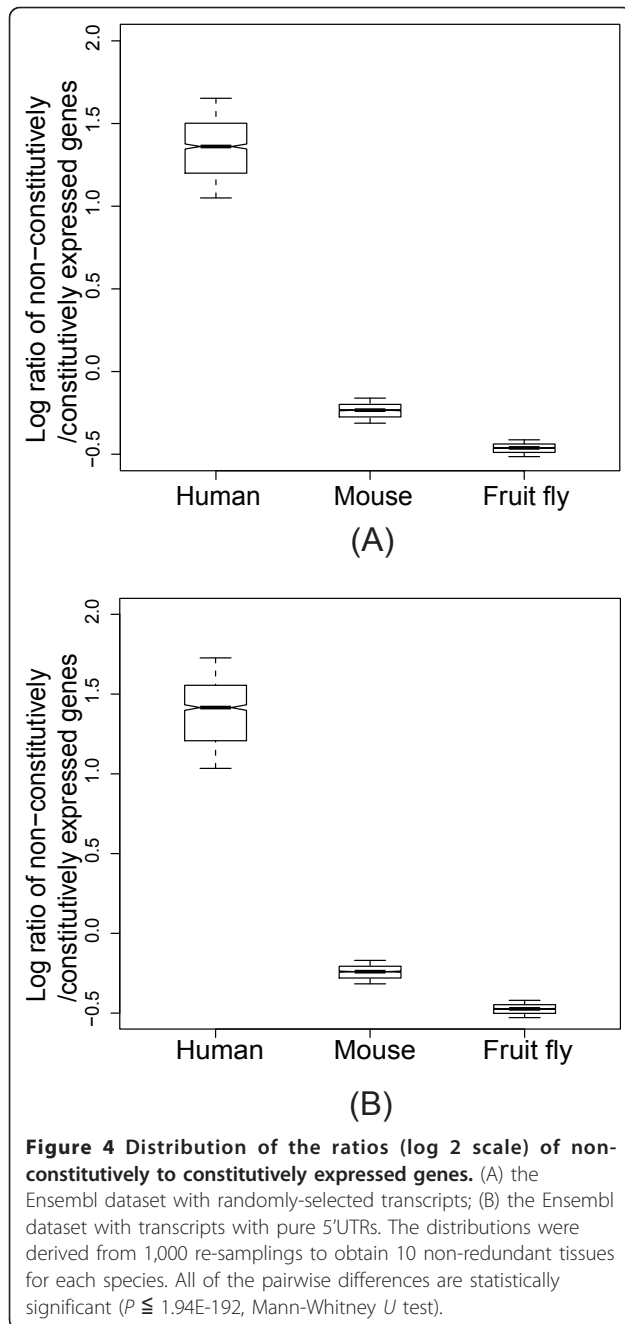 Log ratio of non−constitutively
/constitutively expressed genes
2.0
1.5
1.0
0.5
0.0
−0.5
Human Mouse Fruit fly
(A)
Log ratio of non−constitutively
/constitutively expressed genes
2.0
1.5
1.0
0.5
0.0
−0.5
Human Mouse Fruit fly
(B)
Figure 4 Distribution of the ratios (log 2 scale) of non-
constitutively to constitutively expressed genes. (A) the
Ensembl dataset with randomly-selected transcripts; (B) the Ensembl
dataset with transcripts with pure 5'UTRs. The distributions were
derived from 1,000 re-samplings to obtain 10 non-redundant tissues
for each species. All of the pairwise differences are statistically
significant (P ≦ 1.94E-192, Mann-Whitney U test).